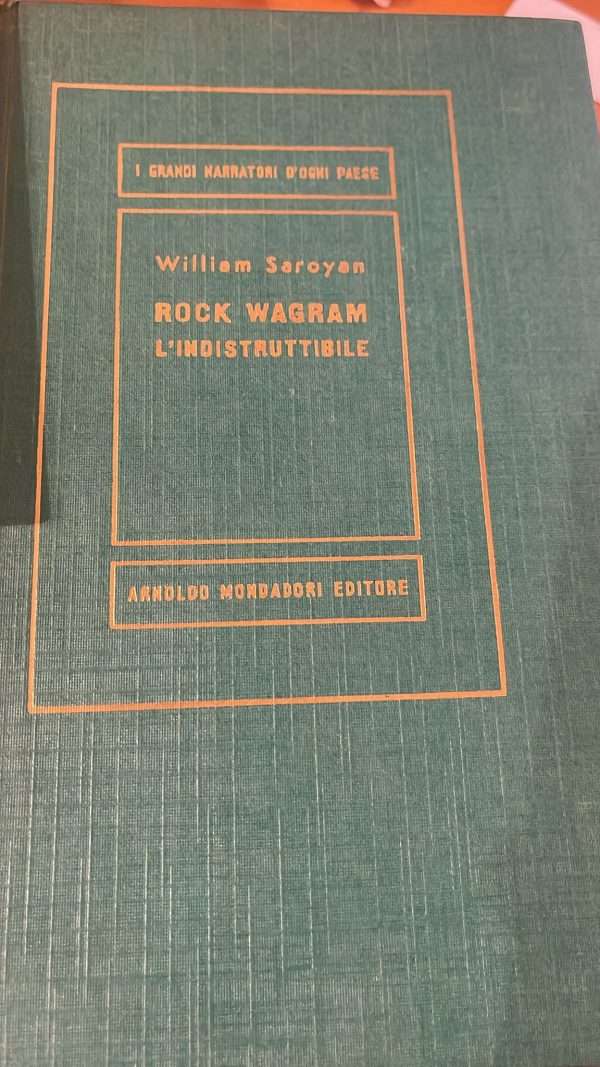 I GRANDI NARRATORI D'OGNI PAESE
William Saroyan
ROCK WAGRAM
L'INDISTRUTTIBILE
ARNOLDO MONDADORI EDITORE